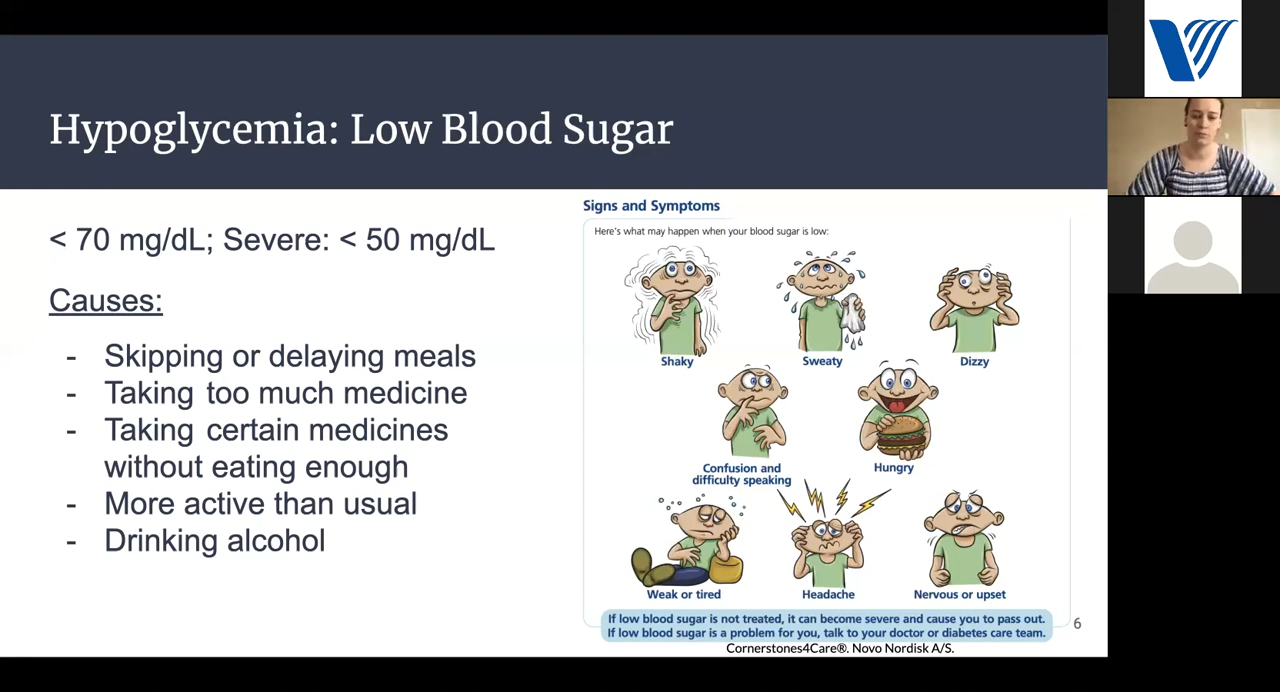 Hypoglycemia: Low Blood Sugar
< 70 mg/dL; Severe: < 50 mg/dL
Causes:
- Skipping or delaying meals
- Taking too much medicine
- Taking certain medicines
without eating enough
- More active than usual
- Drinking alcohol
Signs and Symptoms
Here's what may happen when your blood sugar is low:
Shaky
Sweaty
Dizzy
Confusion and
difficulty speaking
Hungry
Weak or tired
Headache
Nervous or upset
If low blood sugar is not treated, it can become severe and cause you to pass out.
If low blood sugar is a problem for you, talk to your doctor or diabetes care team.
6
Cornerstones4Care®. Novo Nordisk A/S.